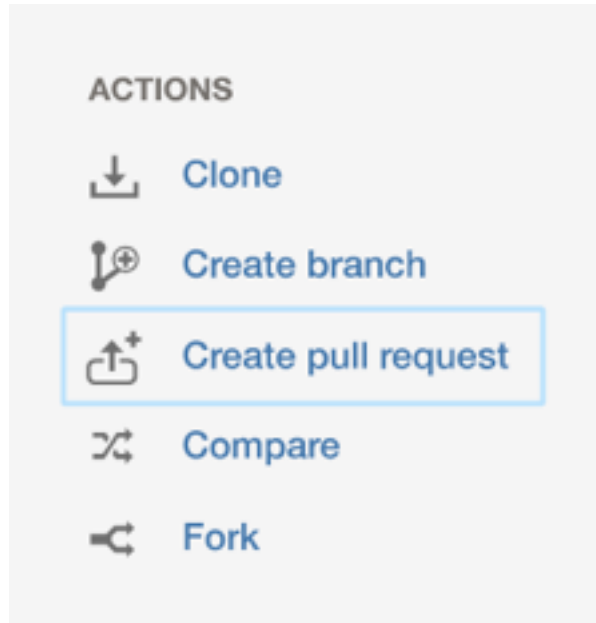 ACTIONS
Clone
Create branch
Create pull request
Compare
Fork